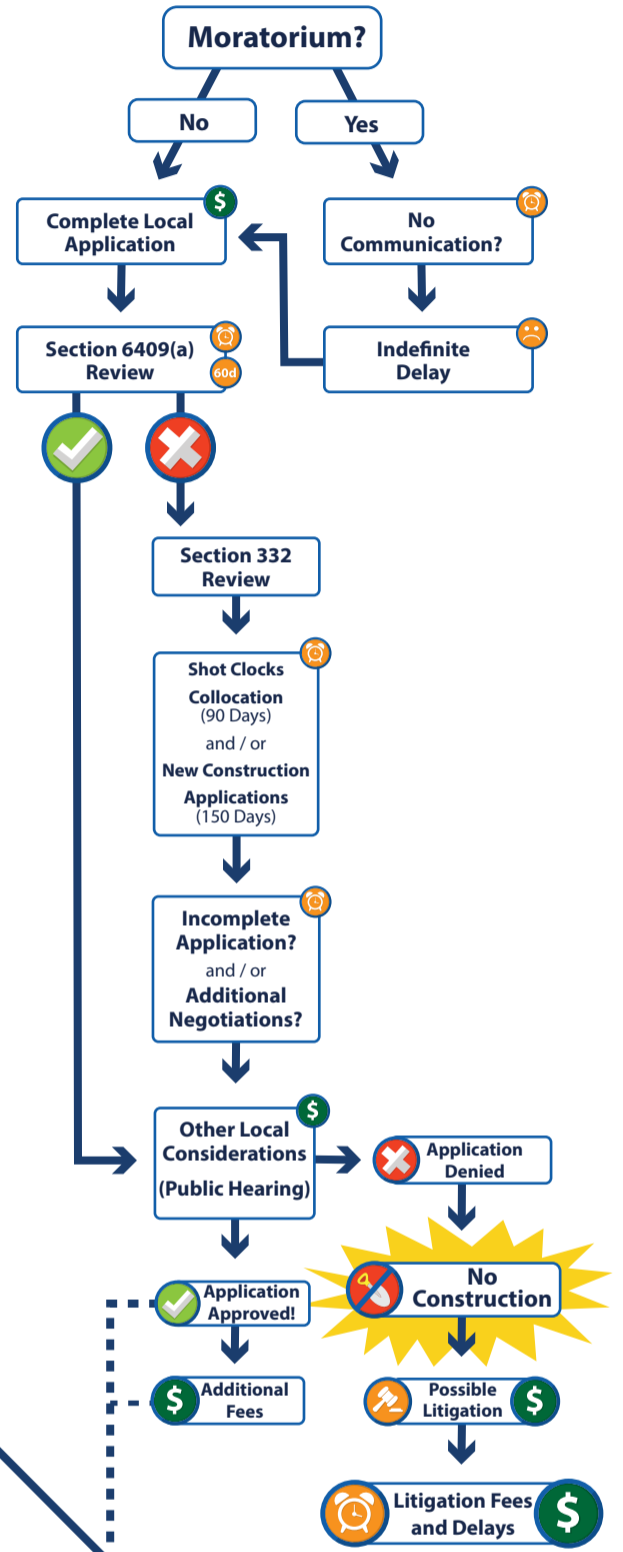 Moratorium?
No
Yes
$
Complete Local
Application
No
Communication?
Section 6409(a)
Review
60d
Indefinite
Delay
Section 332
Review
Shot Clocks
Collocation
(90 Days)
and / or
New Construction
Applications
(150 Days)
Incomplete
Application?
and / or
Additional
Negotiations?
$
Other Local
Considerations
(Public Hearing)
Application
Denied
No
Construction
Application
Approved!
$
Additional
Fees
Possible
Litigation
$
Litigation Fees
and Delays
$